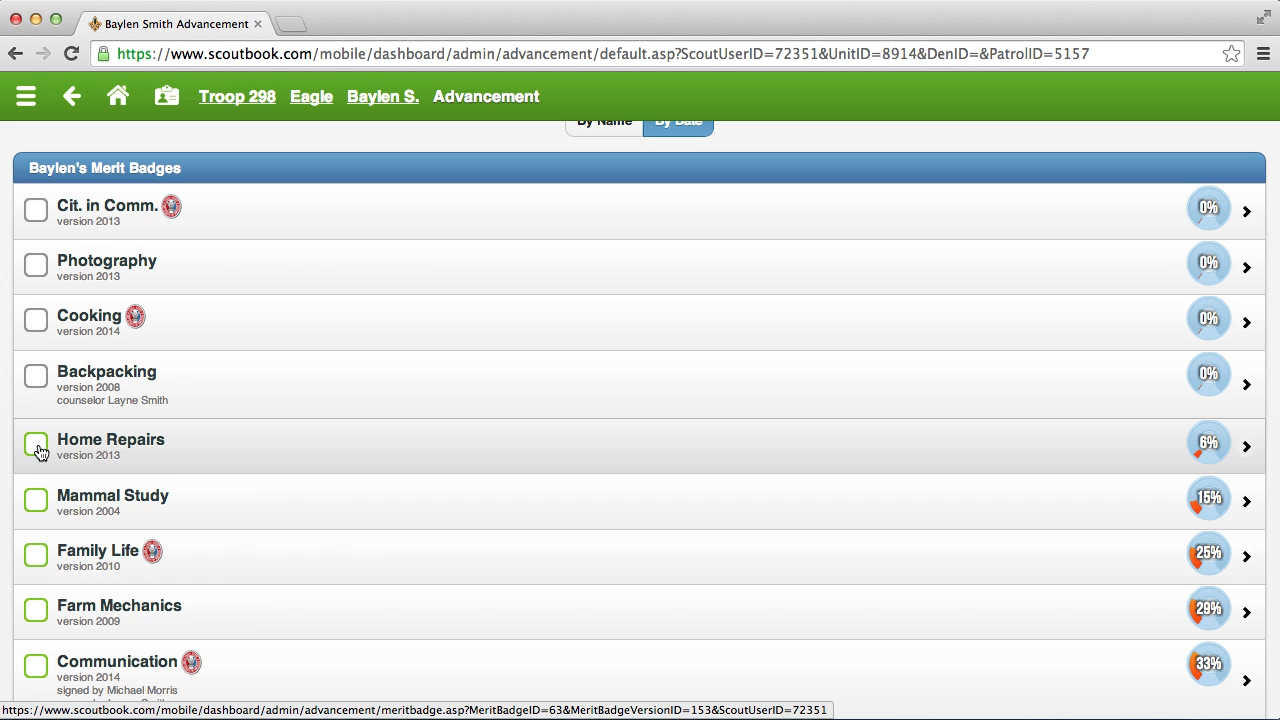 Baylen Smith Advancement
https://www.scoutbook.com/mobile/dashboard/admin/advancement/default.asp?ScoutUserID=72351&UnitID=8914&DenID=&PatrolID=5157
Troop 298 Eagle Baylen S. Advancement
By Name By Date
Baylen's Merit Badges
Cit. in Comm. 0%
version 2013
Photography 0%
version 2013
Cooking 0%
version 2014
Backpacking 0%
version 2008
counselor Layne Smith
Home Repairs 6%
version 2013
Mammal Study 15%
version 2004
Family Life 25%
version 2010
Farm Mechanics 29%
version 2009
Communication 33%
version 2014
signed by Michael Morris
https://www.scoutbook.com/mobile/dashboard/admin/advancement/meritbadge.asp?MeritBadgeID=63&MeritBadgeVersionID=153&ScoutUserID=72351